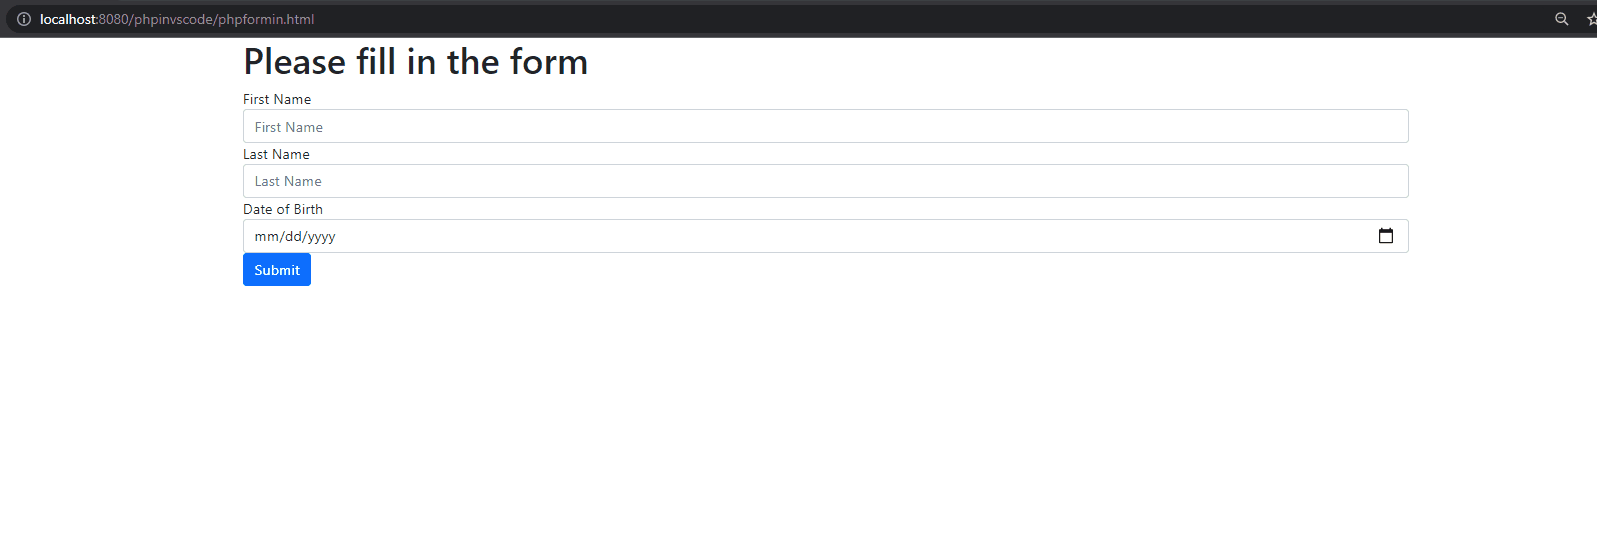 localhost:8080/phpinvscode/phpformin.html
Please fill in the form
First Name
First Name
Last Name
Last Name
Date of Birth
mm/dd/yyyy
Submit